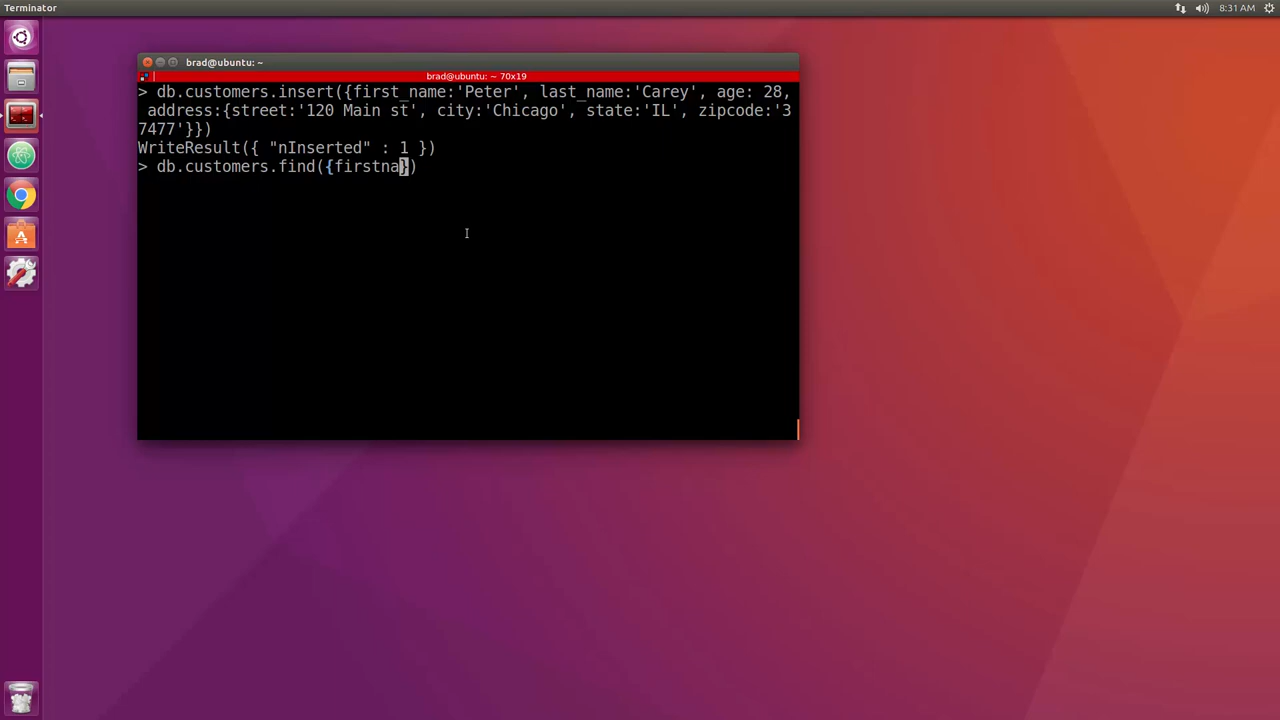 Terminator
8:31 AM
brad@ubuntu: ~
brad@ubuntu: ~ 70x19
> db.customers.insert({first_name:'Peter', last_name:'Carey', age: 28,
 address:{street:'120 Main st', city:'Chicago', state:'IL', zipcode:'3
7477'}})
WriteResult({ "nInserted" : 1 })
> db.customers.find({firstna})